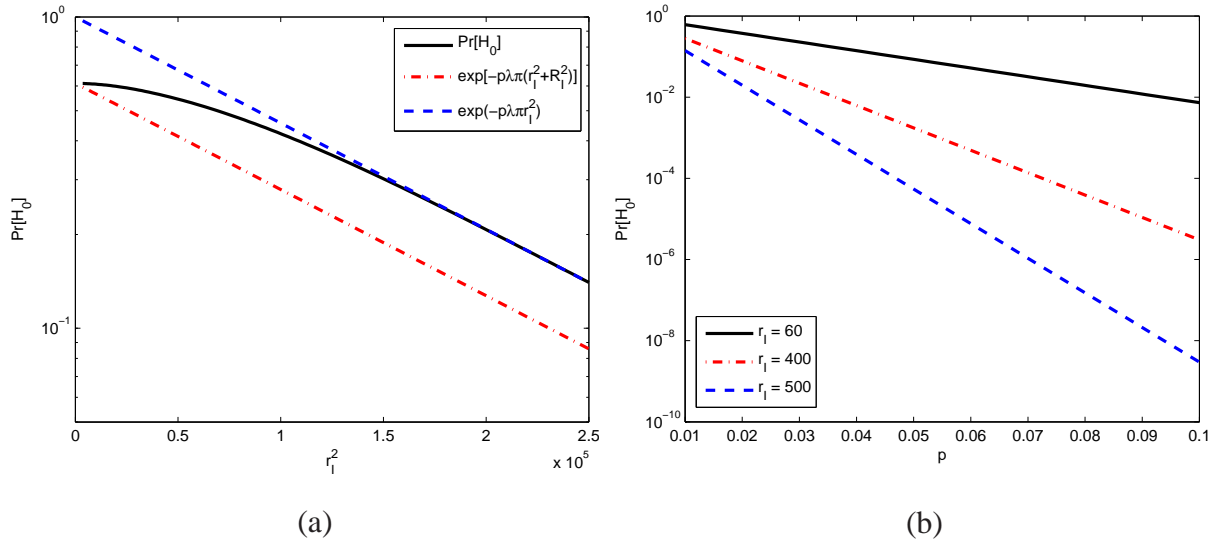 10^0
10^-1
Pr[H_0]
0
0.5
1
1.5
2
2.5
x 10^5
r_I^2
Pr[H_0]
exp[-pλπ(r_I^2+R_I^2)]
exp(-pλπr_I^2)
(a)
10^0
10^-2
10^-4
10^-6
10^-8
10^-10
Pr[H_0]
0.01
0.02
0.03
0.04
0.05
0.06
0.07
0.08
0.09
0.1
p
r_I = 60
r_I = 400
r_I = 500
(b)